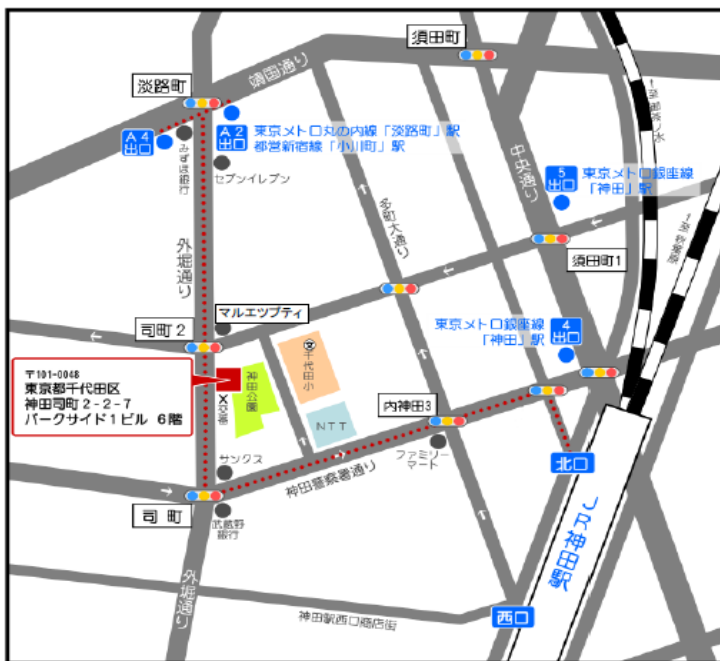 須田町
靖国通り
淡路町
A4
出口
みずほ銀行
A2
出口
東京メトロ丸の内線「淡路町」駅
都営新宿線「小川町」駅
セブンイレブン
中央通り
5
出口
東京メトロ銀座線
「神田」駅
外堀通り
多町大通り
須田町1
マルエツプティ
司町2
東京メトロ銀座線
「神田」駅
4
出口
〒101-0048
東京都千代田区
神田司町2-2-7
パークサイド1ビル 6階
神田公園
交番
文
千代田小
NTT
内神田3
ファミリー
マート
サンクス
神田警察署通り
北口
司町
武蔵野
銀行
JR神田駅
外堀通り
神田駅西口商店街
西口